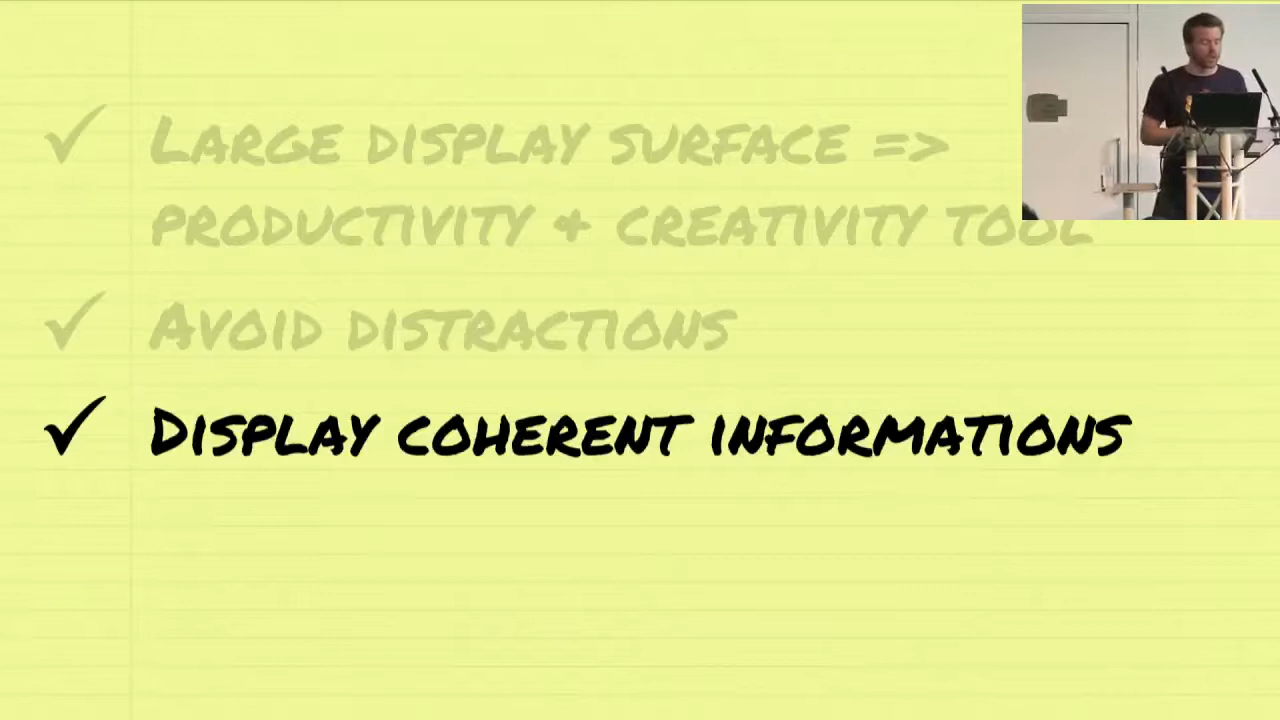 ✓ Large display surface =>
productivity & creativity tool
✓ Avoid distractions
✓ Display coherent informations